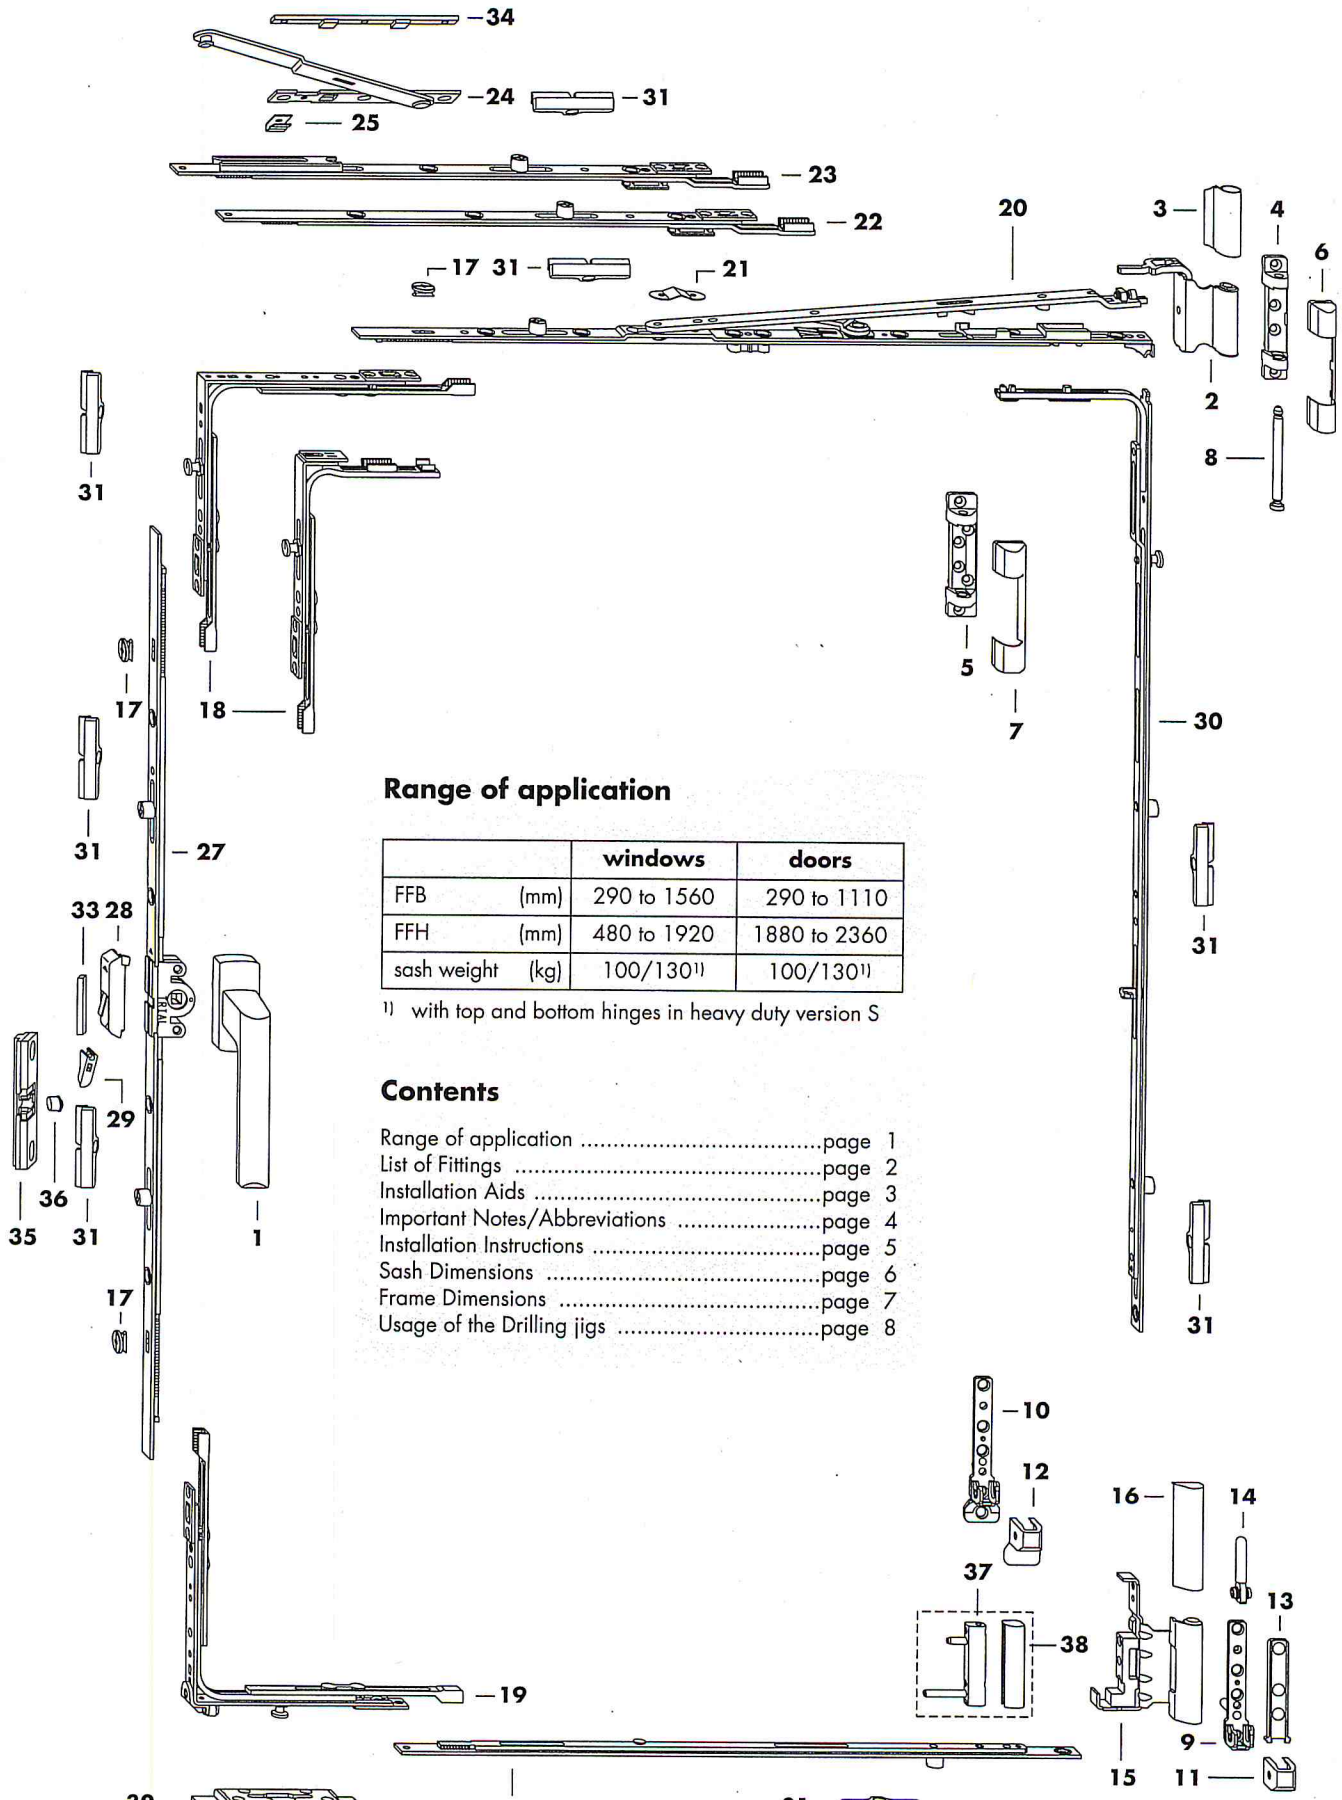 34
24
31
25
23
22
20
3
4
6
17 31
21
2
8
31
5
7
17
18
30
31
27
33 28
29
36
35
31
1
17
31
31
Range of application
windows doors
FFB (mm) 290 to 1560 290 to 1110
FFH (mm) 480 to 1920 1880 to 2360
sash weight (kg) 100/130¹⁾ 100/130¹⁾
¹⁾ with top and bottom hinges in heavy duty version S
Contents
Range of application ..................................page 1
List of Fittings ............................................page 2
Installation Aids .........................................page 3
Important Notes/Abbreviations ....................page 4
Installation Instructions ................................page 5
Sash Dimensions .......................................page 6
Frame Dimensions .....................................page 7
Usage of the Drilling jigs .............................page 8
10
12
16
14
37
13
38
19
9
15
11